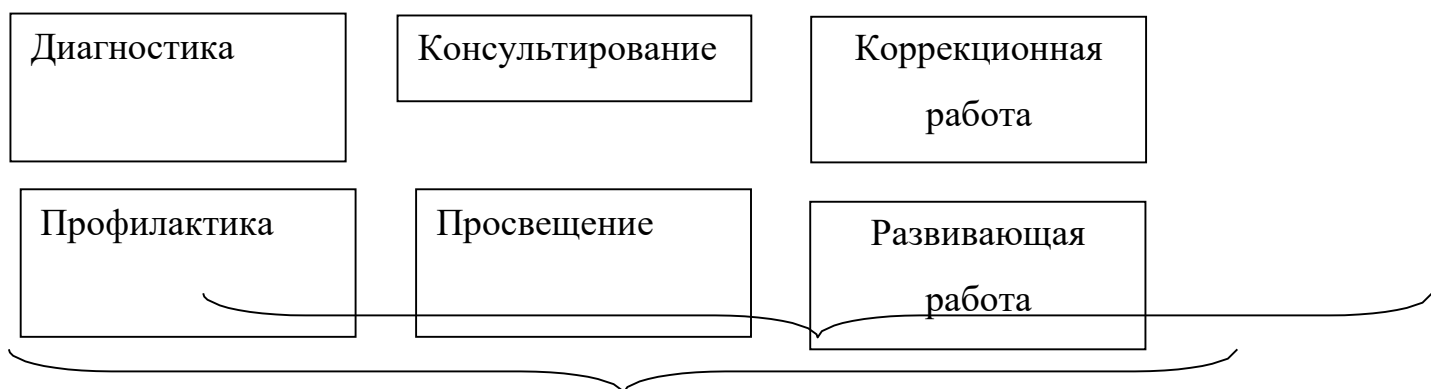 Диагностика
Консультирование
Коррекционная
работа
Профилактика
Просвещение
Развивающая
работа